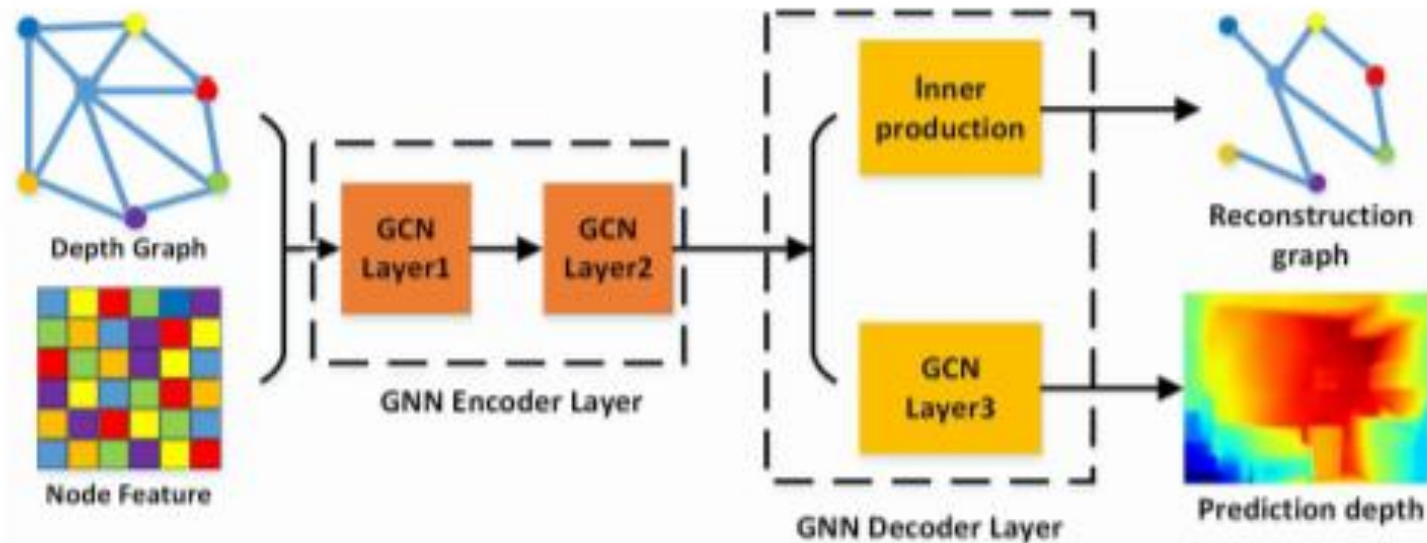 Depth Graph
Node Feature
GCN
Layer1
GCN
Layer2
GNN Encoder Layer
Inner
production
GCN
Layer3
GNN Decoder Layer
Reconstruction
graph
Prediction depth